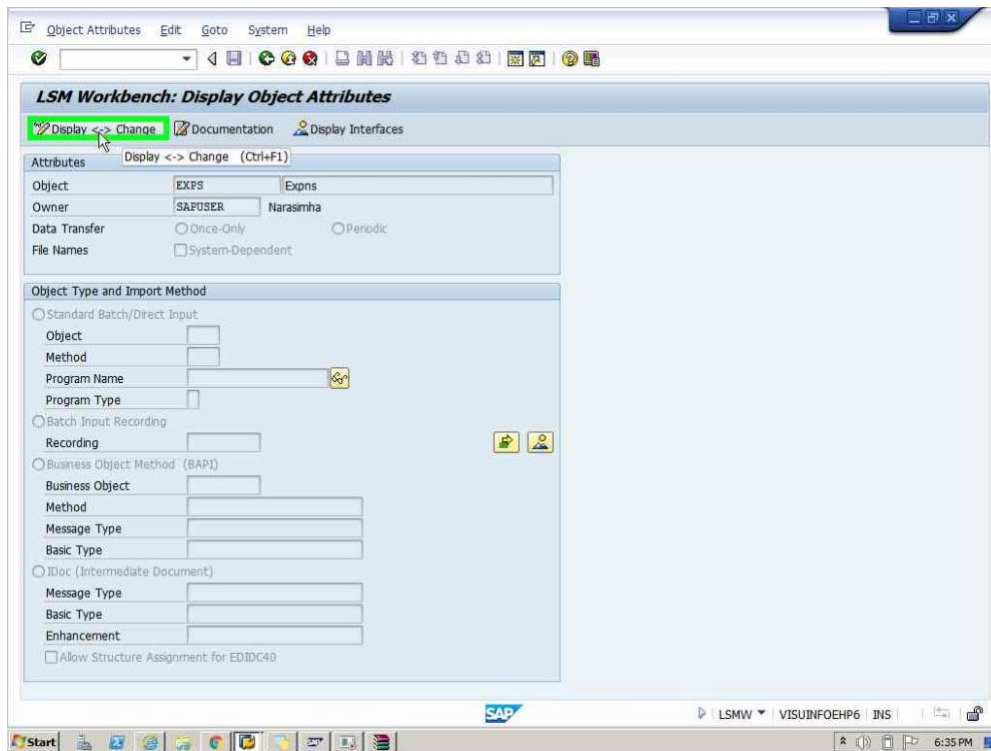 Object Attributes Edit Goto System Help
LSM Workbench: Display Object Attributes
Display <-> Change Documentation Display Interfaces
Display <-> Change (Ctrl+F1)
Attributes
Object EXPS Expns
Owner SAPUSER Narasimha
Data Transfer Once-Only Periodic
File Names System-Dependent
Object Type and Import Method
Standard Batch/Direct Input
Object
Method
Program Name
Program Type
Batch Input Recording
Recording
Business Object Method (BAPI)
Business Object
Method
Message Type
Basic Type
IDoc (Intermediate Document)
Message Type
Basic Type
Enhancement
Allow Structure Assignment for EDIDC40
SAP
LSMW VISUINFOEHP6 INS
Start 6:35 PM